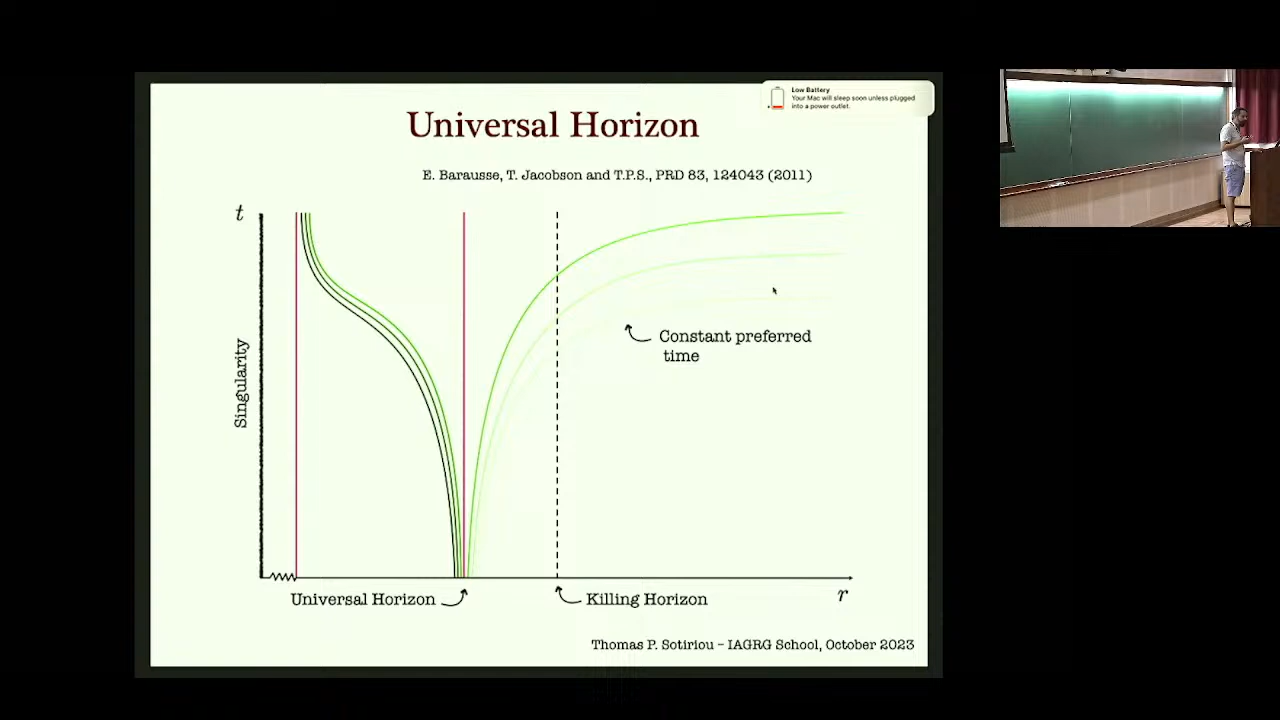 Low Battery
Your Mac will sleep soon unless plugged
into a power outlet.
Universal Horizon
E. Barausse, T. Jacobson and T.P.S., PRD 83, 124043 (2011)
t
Singularity
Constant preferred
time
Universal Horizon
Killing Horizon
r
Thomas P. Sotiriou – IAGRG School, October 2023